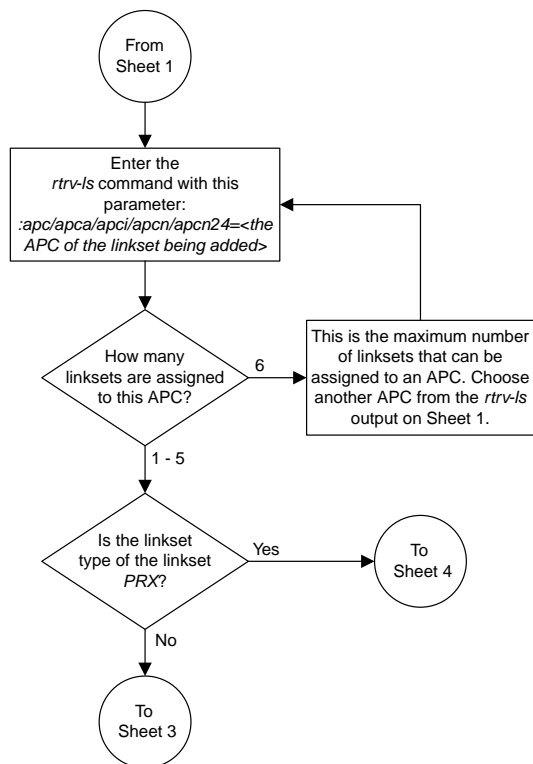 From
Sheet 1
Enter the
rtrv-ls command with this
parameter:
:apc/apca/apci/apcn/apcn24=<the
APC of the linkset being added>
How many
linksets are assigned
to this APC?
6
This is the maximum number
of linksets that can be
assigned to an APC. Choose
another APC from the rtrv-ls
output on Sheet 1.
1 - 5
Is the linkset
type of the linkset
PRX?
Yes
To
Sheet 4
No
To
Sheet 3